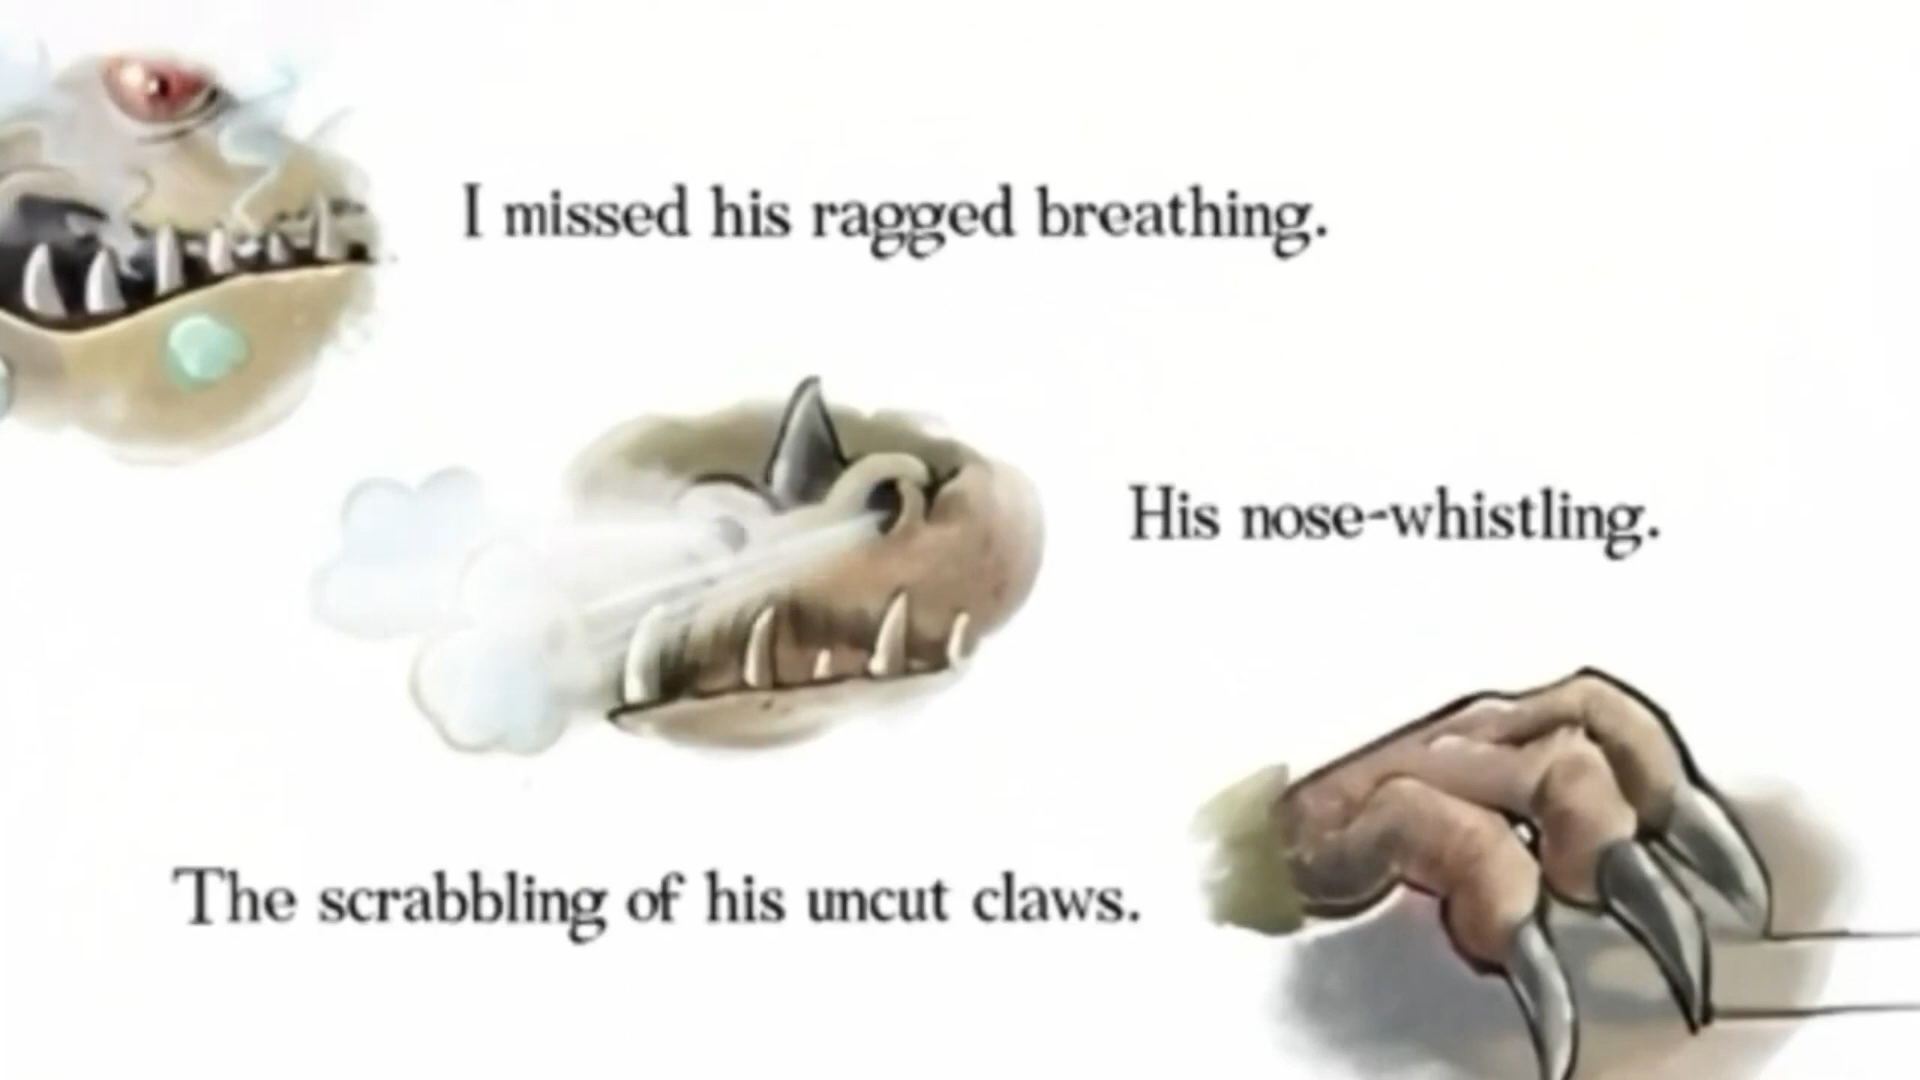 I missed his ragged breathing.
His nose-whistling.
The scrabbling of his uncut claws.